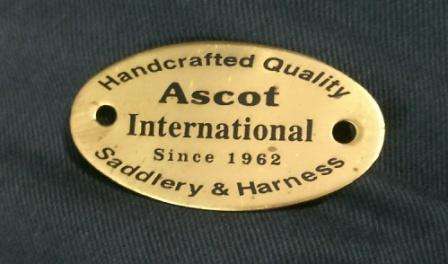 Handcrafted Quality
Ascot
International
Since 1962
Saddlery & Harness